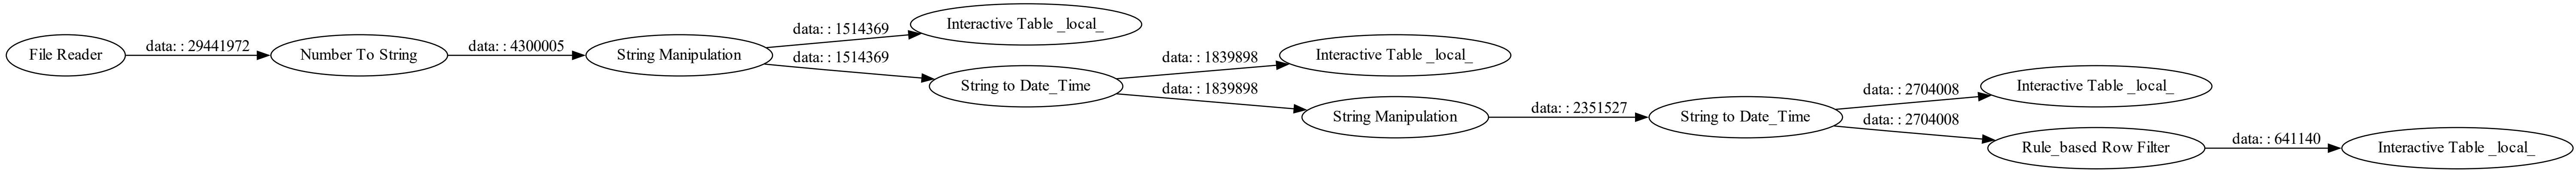 File Reader
data: : 29441972
Number To String
data: : 4300005
String Manipulation
data: : 1514369
Interactive Table _local_
data: : 1514369
String to Date_Time
data: : 1839898
Interactive Table _local_
data: : 1839898
String Manipulation
data: : 2351527
String to Date_Time
data: : 2704008
Interactive Table _local_
data: : 2704008
Rule_based Row Filter
data: : 641140
Interactive Table _local_